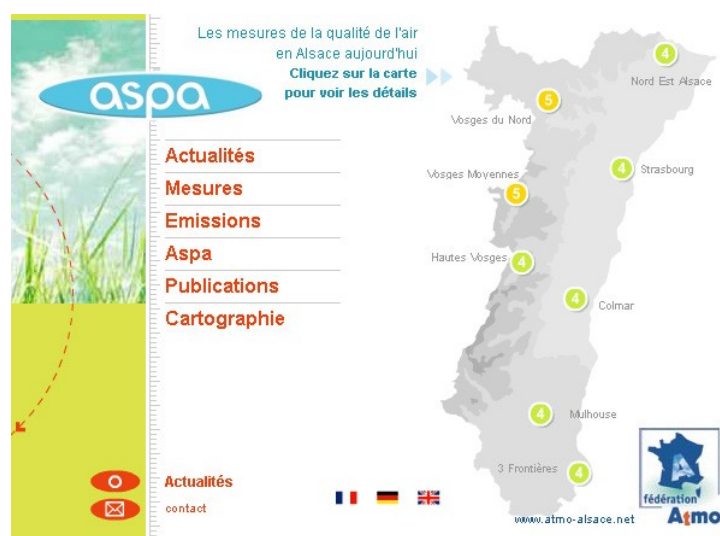 Les mesures de la qualité de l'air
en Alsace aujourd'hui
Cliquez sur la carte
pour voir les détails
aspa
Actualités
Mesures
Emissions
Aspa
Publications
Cartographie
4
Nord Est Alsace
5
Vosges du Nord
4
Strasbourg
Vosges Moyennes
5
Hautes Vosges
4
4
Colmar
4
Mulhouse
3 Frontières
4
Actualités
contact
www.atmo-alsace.net
A
fédération
Atmo